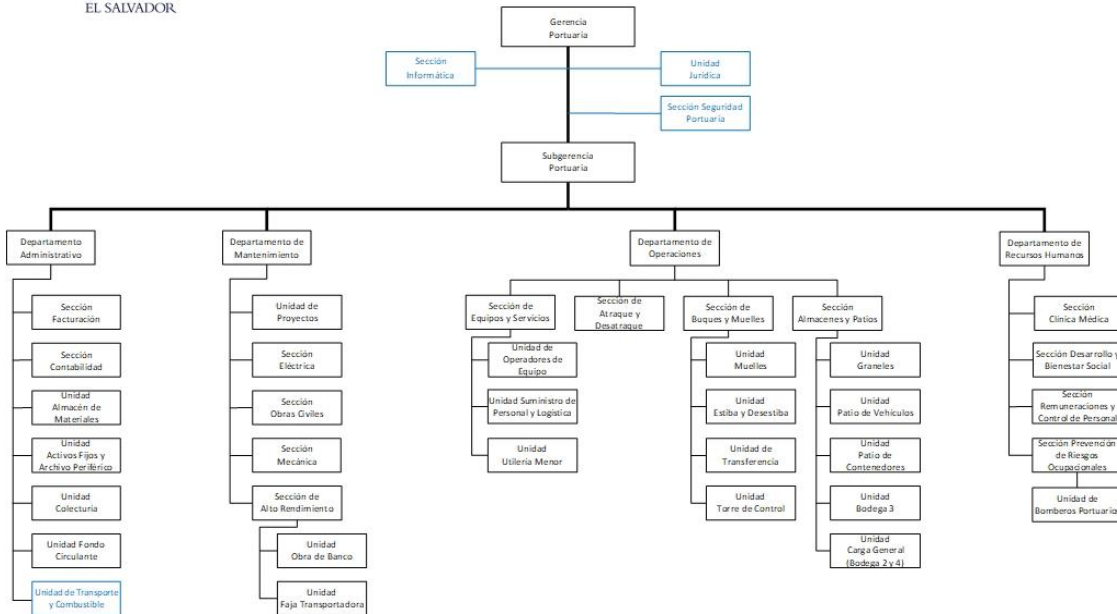 EL SALVADOR
Gerencia
Portuaria
Sección
Informática
Unidad
Jurídica
Sección Seguridad
Portuaria
Subgerencia
Portuaria
Departamento
Administrativo
Departamento de
Mantenimiento
Departamento de
Operaciones
Departamento de
Recursos Humanos
Sección
Facturación
Sección
Contabilidad
Unidad
Almacén de
Materiales
Unidad
Activos Fijos y
Archivo Periférico
Unidad
Colecturia
Unidad Fondo
Circulante
Unidad de Transporte
y Combustible
Unidad de
Proyectos
Sección
Eléctrica
Sección
Obras Civiles
Sección
Mecánica
Sección de
Alto Rendimiento
Unidad
Obra de Banco
Unidad
Faja Transportadora
Sección de
Equipos y Servicios
Unidad de
Operadores de
Equipo
Unidad Suministro de
Personal y Logística
Unidad
Utilería Menor
Sección de
Atraque y
Desatraque
Sección de
Buques y Muelles
Unidad
Muelles
Unidad
Estiba y Desestiba
Unidad de
Transferencia
Unidad
Torre de Control
Sección
Almacenes y Patios
Unidad
Graneles
Unidad
Patio de Vehículos
Unidad
Patio de
Contenedores
Unidad
Bodega 3
Unidad
Carga General
(Bodega 2 y 4)
Sección
Clínica Médica
Sección Desarrollo y
Bienestar Social
Sección
Remuneraciones y
Control de Personal
Sección Prevención
de Riesgos
Ocupacionales
Unidad de
Bomberos Portuarios